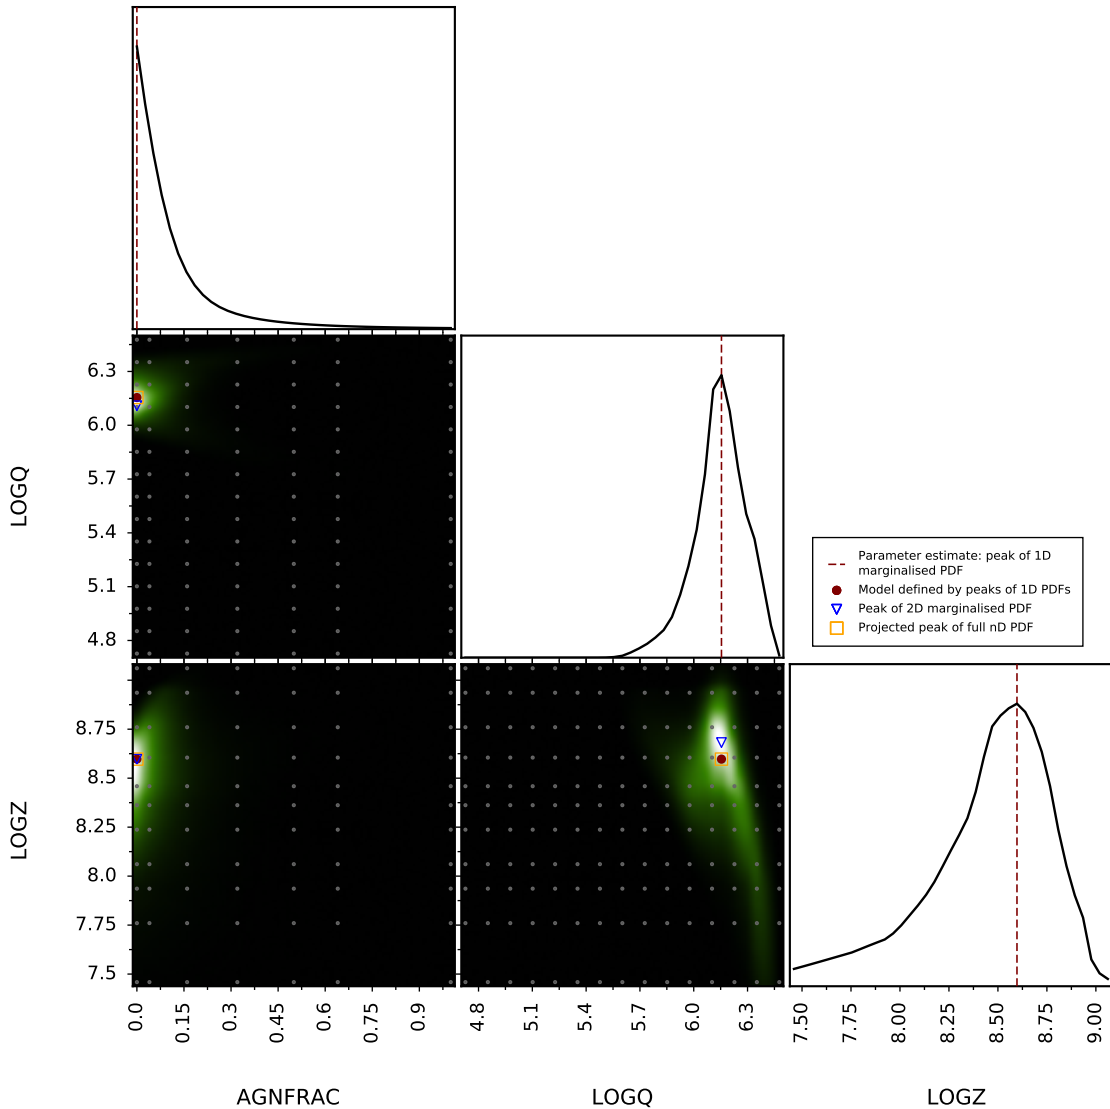 6.3
6.0
5.7
5.4
5.1
4.8
LOGQ
Parameter estimate: peak of 1D
marginalised PDF
Model defined by peaks of 1D PDFs
Peak of 2D marginalised PDF
Projected peak of full nD PDF
8.75
8.5
8.25
8.0
7.75
7.5
LOGZ
0.0 0.15 0.3 0.45 0.6 0.75 0.9
4.8 5.1 5.4 5.7 6.0 6.3
7.50 7.75 8.00 8.25 8.50 8.75 9.00
AGNFRAC
LOGQ
LOGZ